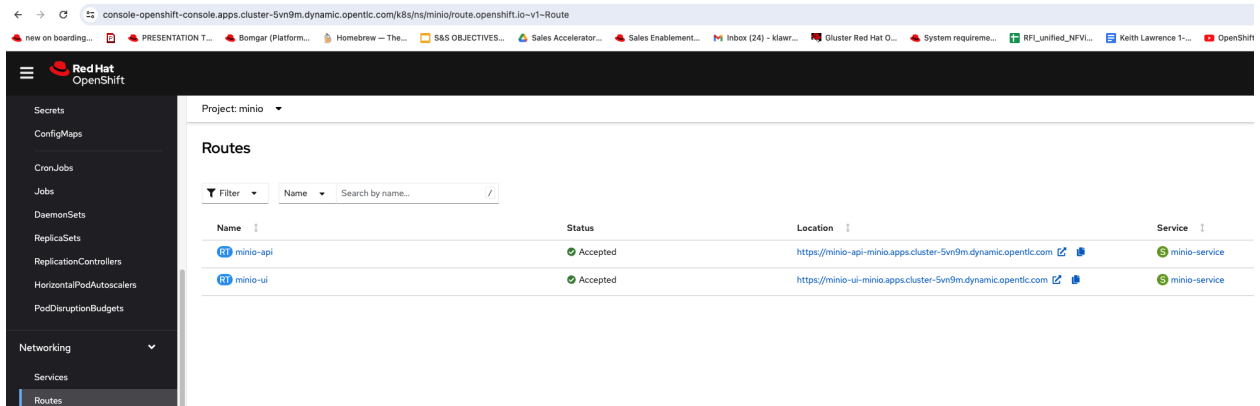 console-openshift-console.apps.cluster-5vn9m.dynamic.opentlc.com/k8s/ns/minio/route.openshift.io~v1~Route
new on boarding... PRESENTATION T... Bomgar (Platform... Homebrew — The... S&S OBJECTIVES... Sales Accelerator... Sales Enablement... Inbox (24) - klawr... Gluster Red Hat O... System requireme... RFI_unified_NFVi... Keith Lawrence 1-... OpenShift
Red Hat
OpenShift
Secrets
ConfigMaps
CronJobs
Jobs
DaemonSets
ReplicaSets
ReplicationControllers
HorizontalPodAutoscalers
PodDisruptionBudgets
Networking
Services
Routes
Project: minio
Routes
Filter Name Search by name... /
Name Status Location Service
RT minio-api Accepted https://minio-api-minio.apps.cluster-5vn9m.dynamic.opentlc.com S minio-service
RT minio-ui Accepted https://minio-ui-minio.apps.cluster-5vn9m.dynamic.opentlc.com S minio-service